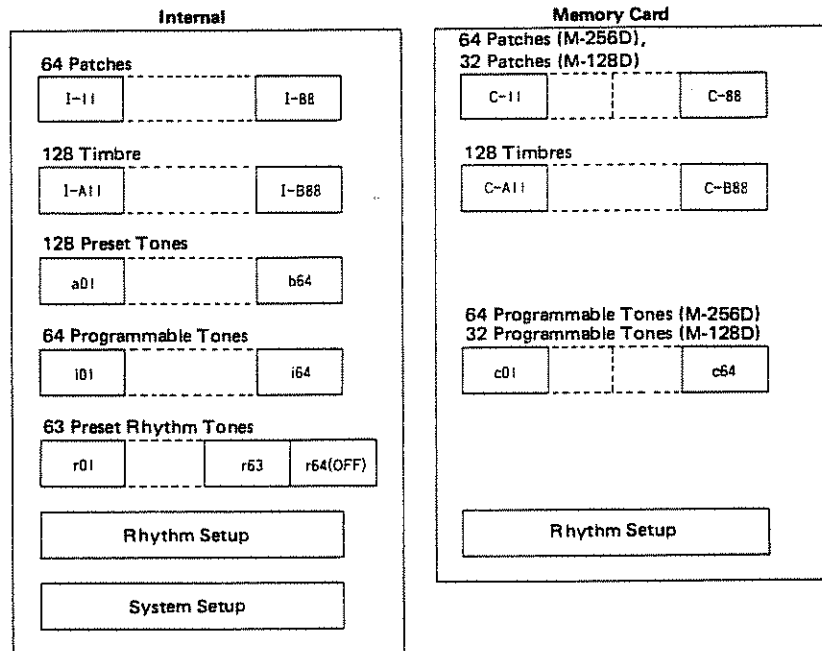 Internal
64 Patches
I-11 I-88
128 Timbre
I-A11 I-B88
128 Preset Tones
a01 b64
64 Programmable Tones
i01 i64
63 Preset Rhythm Tones
r01 r63 r64(OFF)
Rhythm Setup
System Setup
Memory Card
64 Patches (M-256D),
32 Patches (M-128D)
C-11 C-88
128 Timbres
C-A11 C-B88
64 Programmable Tones (M-256D)
32 Programmable Tones (M-128D)
c01 c64
Rhythm Setup